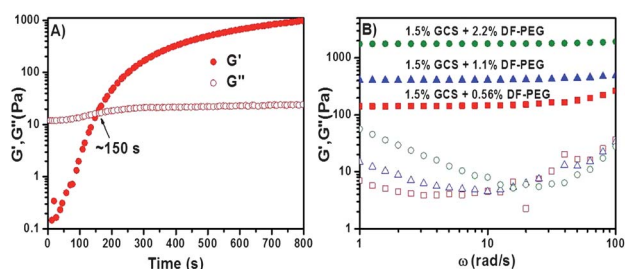 A)
G',G''(Pa)
1000
100
10
1
0.1
G'
G''
~150 s
0 100 200 300 400 500 600 700 800
Time (s)
B)
G',G''(Pa)
5000
1000
100
10
1
1.5% GCS + 2.2% DF-PEG
1.5% GCS + 1.1% DF-PEG
1.5% GCS + 0.56% DF-PEG
1 10 100
ω (rad/s)